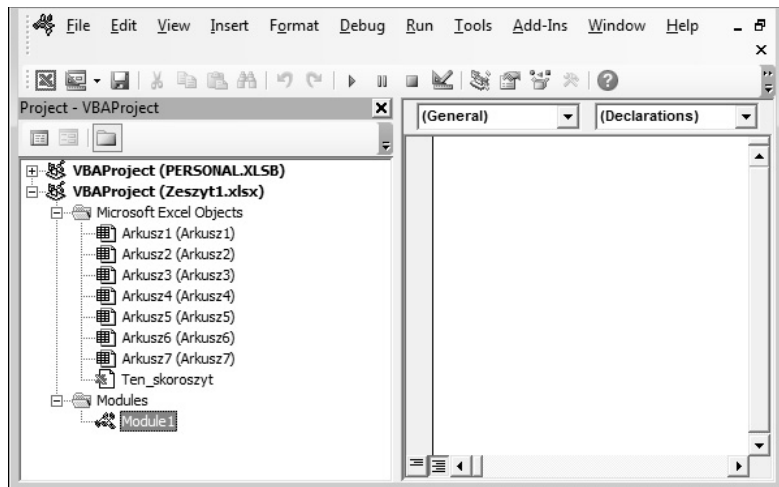 File Edit View Insert Format Debug Run Tools Add-Ins Window Help
Project - VBAProject
(General) (Declarations)
VBAProject (PERSONAL.XLSB)
VBAProject (Zeszyt1.xlsx)
Microsoft Excel Objects
Arkusz1 (Arkusz1)
Arkusz2 (Arkusz2)
Arkusz3 (Arkusz3)
Arkusz4 (Arkusz4)
Arkusz5 (Arkusz5)
Arkusz6 (Arkusz6)
Arkusz7 (Arkusz7)
Ten_skoroszyt
Modules
Module1